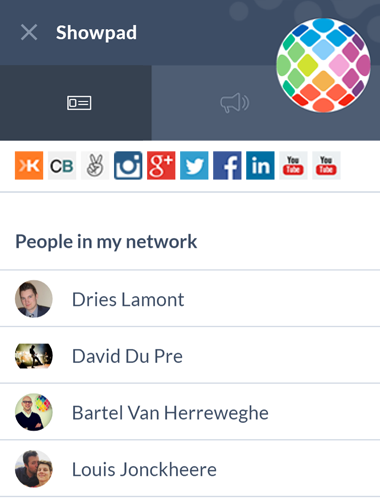 Showpad
K CB g+ f in You Tube You Tube
People in my network
Dries Lamont
David Du Pre
Bartel Van Herreweghe
Louis Jonckheere